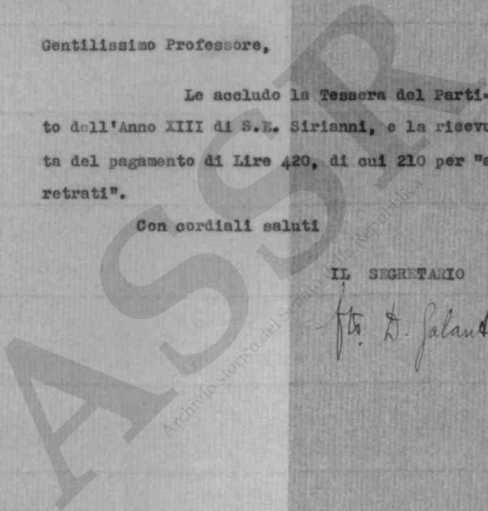 Gentilissimo Professore,
Le accludo la Tessera del Parti=
to dell'Anno XIII di S.E. Sirianni, e la ricevu
ta del pagamento di Lire 420, di cui 210 per "a
retrati".
Con cordiali saluti
IL SEGRETARIO
fto. D. Galant
ASSR
Archivio storico del Senato della Repubblica